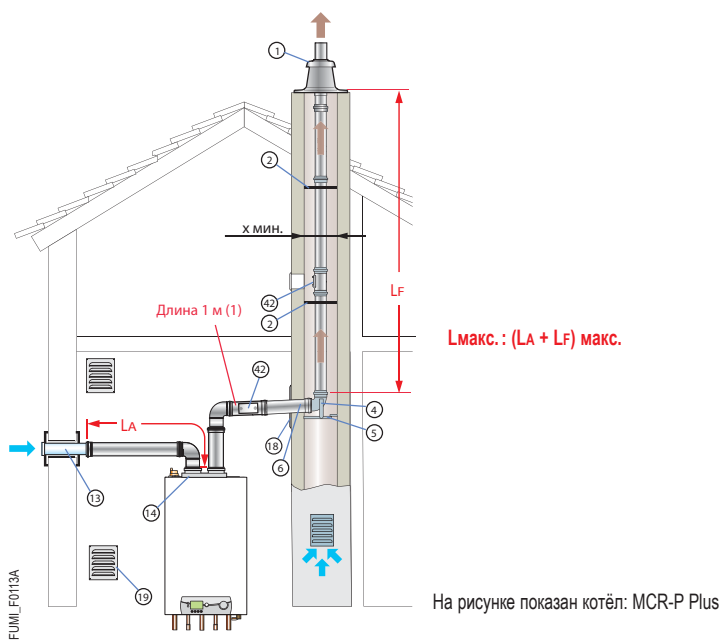 1
2
x мин.
42
LF
Длина 1 м (1)
2
Lмакс. : (LA + LF) макс.
42
4
LA
5
18
6
13
14
19
На рисунке показан котёл: MCR-P Plus
FUMI_F0113A